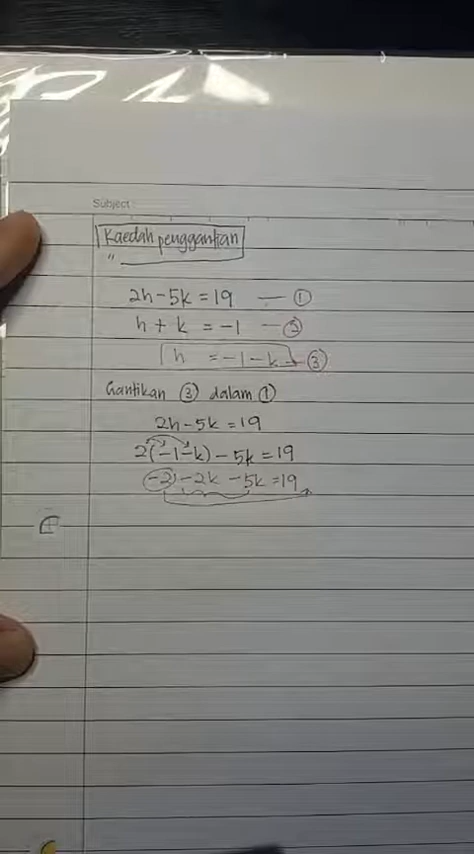 Subject :
Kaedah penggantian
"
2h - 5k = 19 — ①
h + k = -1 — ②
h = -1 - k — ③
Gantikan ③ dalam ①
2h - 5k = 19
2(-1 - k) - 5k = 19
-2 - 2k - 5k = 19